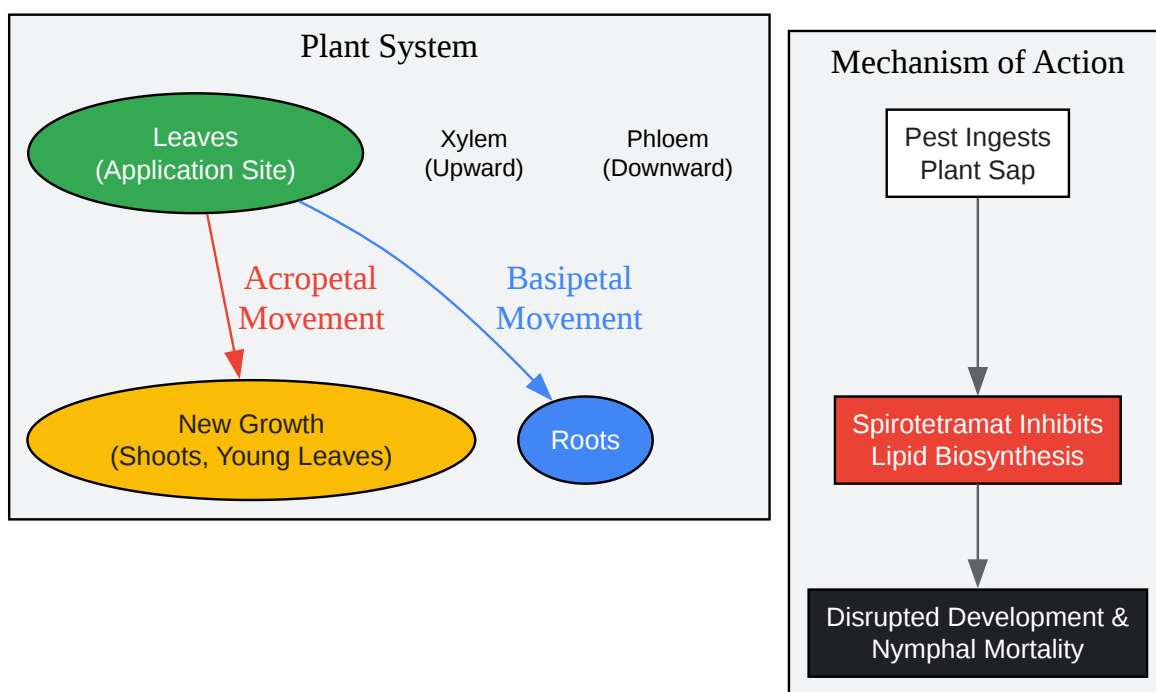 Plant System
Leaves
(Application Site)
Xylem
(Upward)
Phloem
(Downward)
Acropetal
Movement
Basipetal
Movement
New Growth
(Shoots, Young Leaves)
Roots
Mechanism of Action
Pest Ingests
Plant Sap
Spirotetramat Inhibits
Lipid Biosynthesis
Disrupted Development &
Nymphal Mortality